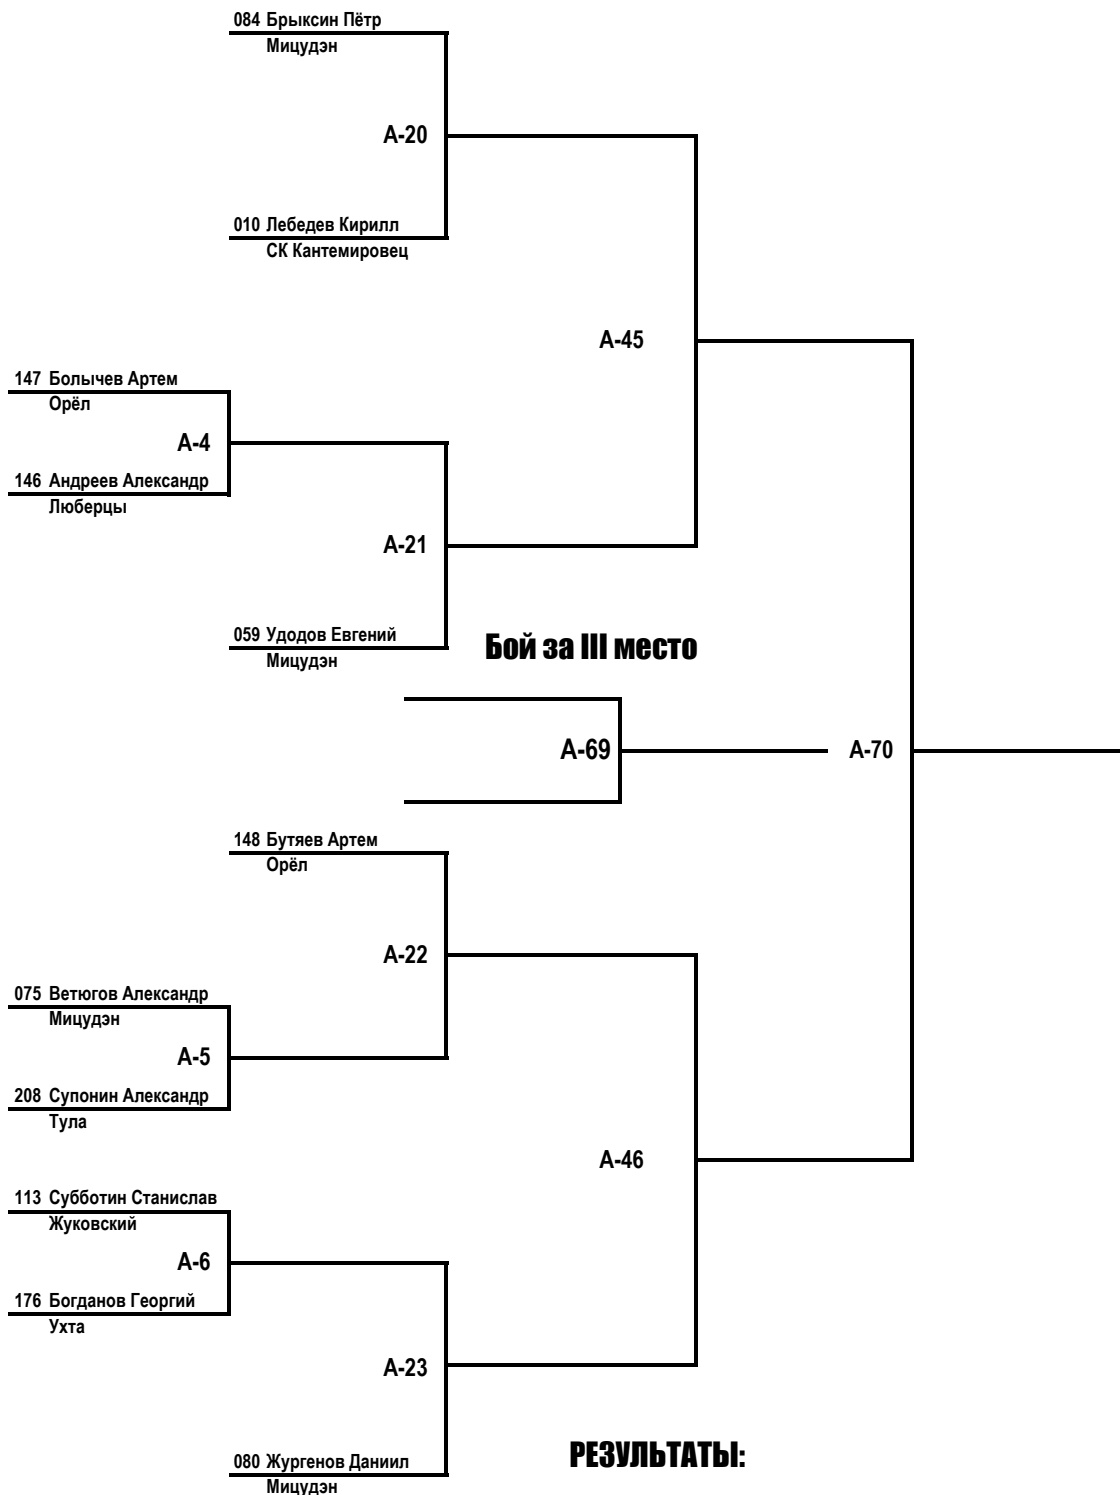 084 Брыксин Пётр
Мицудэн
А-20
010 Лебедев Кирилл
СК Кантемировец
А-45
147 Болычев Артем
Орёл
А-4
146 Андреев Александр
Люберцы
А-21
059 Удодов Евгений
Мицудэн
Бой за III место
А-69
А-70
148 Бутяев Артем
Орёл
А-22
075 Ветюгов Александр
Мицудэн
А-5
208 Супонин Александр
Тула
А-46
113 Субботин Станислав
Жуковский
А-6
176 Богданов Георгий
Ухта
А-23
080 Жургенов Даниил
Мицудэн
РЕЗУЛЬТАТЫ: